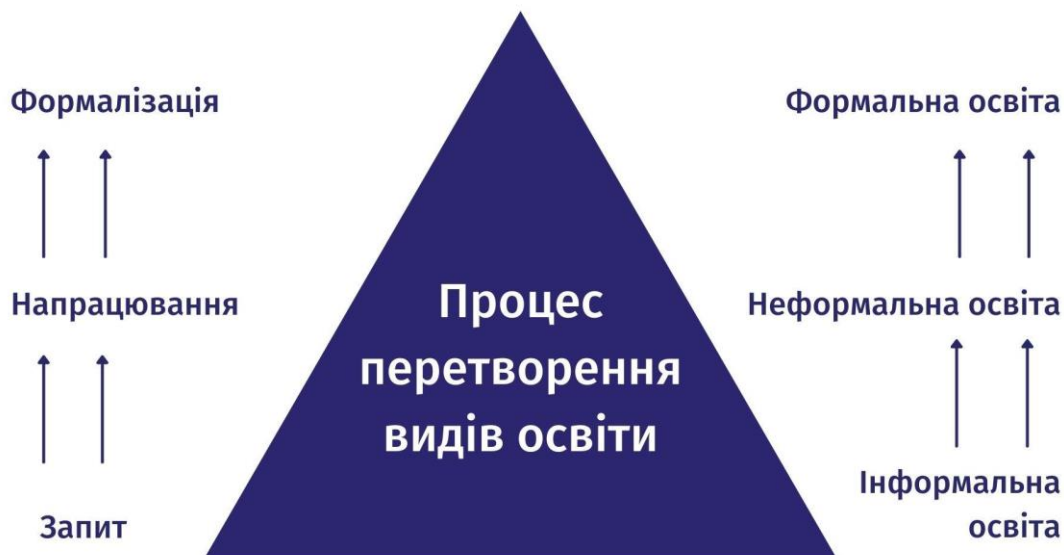 Формалізація
Формальна освіта
Напрацювання
Неформальна освіта
Процес
перетворення
видів освіти
Запит
Інформальна
освіта